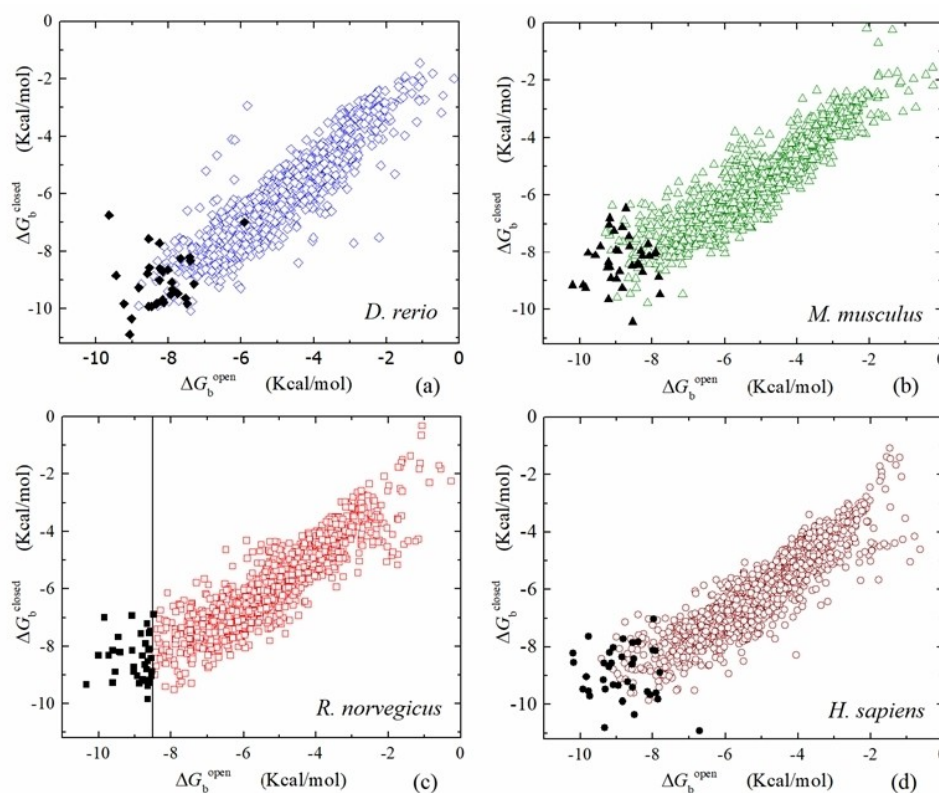 0
-2
-4
-6
-8
-10
ΔG_b^closed (Kcal/mol)
D. rerio
-10 -8 -6 -4 -2 0
ΔG_b^open (Kcal/mol) (a)
0
-2
-4
-6
-8
-10
ΔG_b^closed (Kcal/mol)
M. musculus
-10 -8 -6 -4 -2 0
ΔG_b^open (Kcal/mol) (b)
0
-2
-4
-6
-8
-10
ΔG_b^closed (Kcal/mol)
R. norvegicus
-10 -8 -6 -4 -2 0
ΔG_b^open (Kcal/mol) (c)
0
-2
-4
-6
-8
-10
ΔG_b^closed (Kcal/mol)
H. sapiens
-10 -8 -6 -4 -2 0
ΔG_b^open (Kcal/mol) (d)